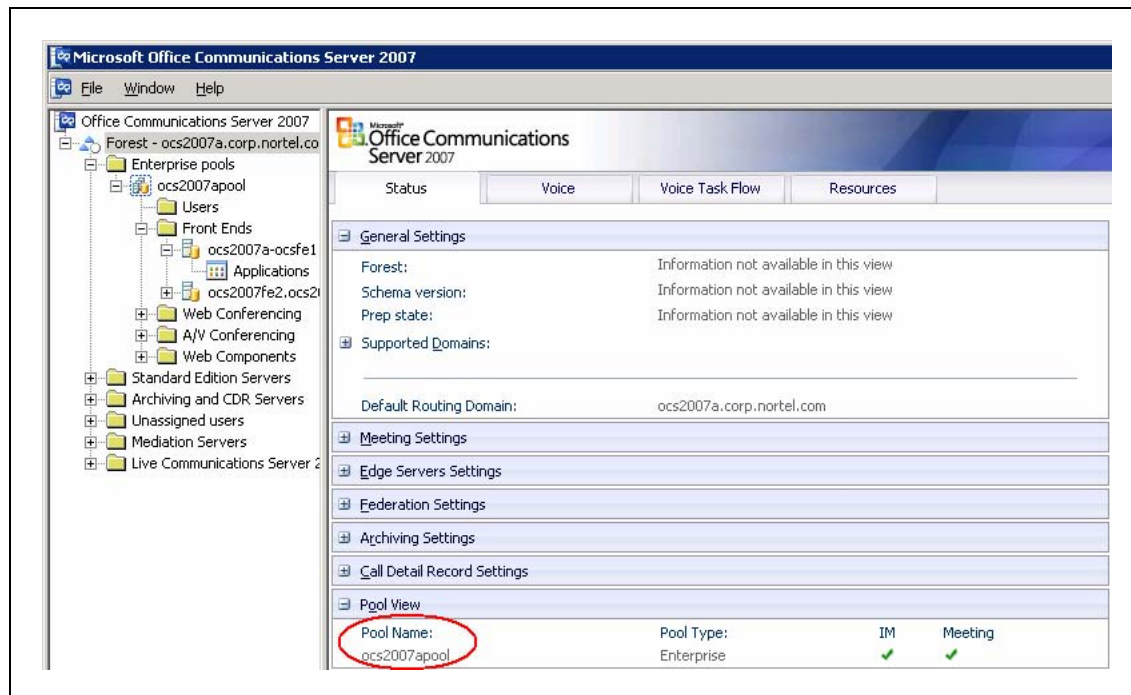 Microsoft Office Communications Server 2007
File Window Help
Office Communications Server 2007
Forest - ocs2007a.corp.nortel.co
Enterprise pools
ocs2007apool
Users
Front Ends
ocs2007a-ocsfe1
Applications
ocs2007fe2.ocs2
Web Conferencing
A/V Conferencing
Web Components
Standard Edition Servers
Archiving and CDR Servers
Unassigned users
Mediation Servers
Live Communications Server 2
Microsoft
Office Communications
Server 2007
Status Voice Voice Task Flow Resources
General Settings
Forest: Information not available in this view
Schema version: Information not available in this view
Prep state: Information not available in this view
Supported Domains:
Default Routing Domain: ocs2007a.corp.nortel.com
Meeting Settings
Edge Servers Settings
Federation Settings
Archiving Settings
Call Detail Record Settings
Pool View
Pool Name: Pool Type: IM Meeting
ocs2007apool Enterprise